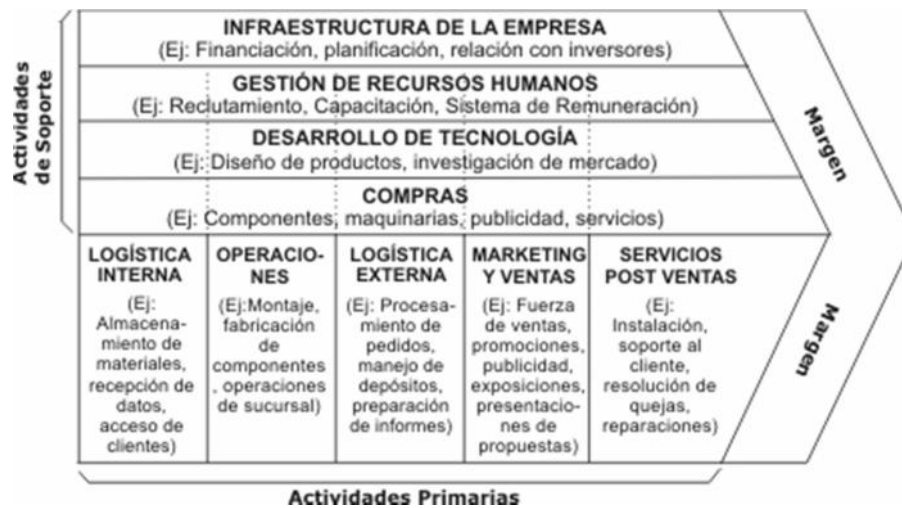 Actividades
de Soporte
INFRAESTRUCTURA DE LA EMPRESA
(Ej: Financiación, planificación, relación con inversores)
GESTIÓN DE RECURSOS HUMANOS
(Ej: Reclutamiento, Capacitación, Sistema de Remuneración)
DESARROLLO DE TECNOLOGÍA
(Ej: Diseño de productos, investigación de mercado)
COMPRAS
(Ej: Componentes, maquinarias, publicidad, servicios)
Margen
LOGÍSTICA
INTERNA
(Ej:
Almacena-
miento de
materiales,
recepción de
datos,
acceso de
clientes)
OPERACIO-
NES
(Ej:Montaje,
fabricación
de
componentes
, operaciones
de sucursal)
LOGÍSTICA
EXTERNA
(Ej: Procesa-
miento de
pedidos,
manejo de
depósitos,
preparación
de informes)
MARKETING
Y VENTAS
(Ej: Fuerza
de ventas,
promociones,
publicidad,
exposiciones,
presentacio-
nes de
propuestas)
SERVICIOS
POST VENTAS
(Ej:
Instalación,
soporte al
cliente,
resolución de
quejas,
reparaciones)
Margen
Actividades Primarias